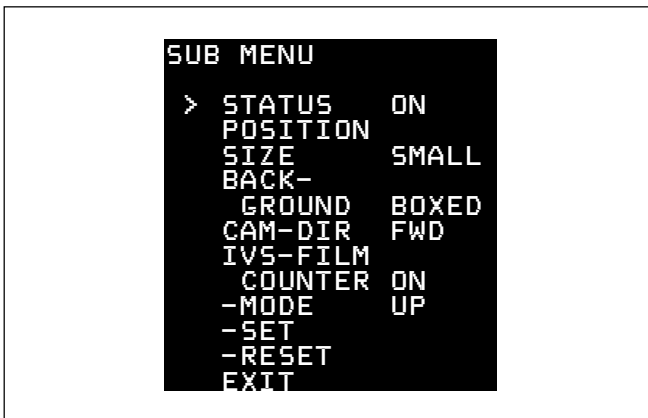 SUB MENU
> STATUS ON
POSITION
SIZE SMALL
BACK-
GROUND BOXED
CAM-DIR FWD
IVS-FILM
COUNTER ON
-MODE UP
-SET
-RESET
EXIT